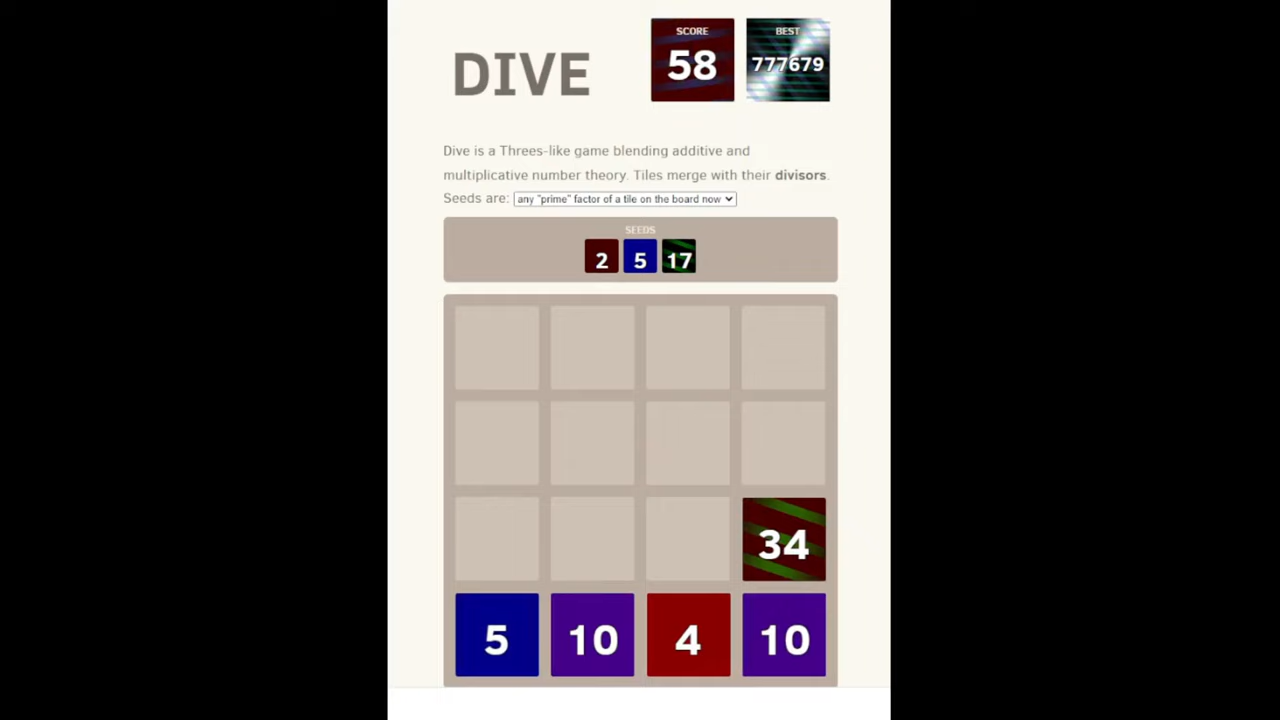 DIVE
SCORE
58
BEST
777679
Dive is a Threes-like game blending additive and
multiplicative number theory. Tiles merge with their divisors.
Seeds are: any "prime" factor of a tile on the board now
SEEDS
2 5 17
34
5 10 4 10